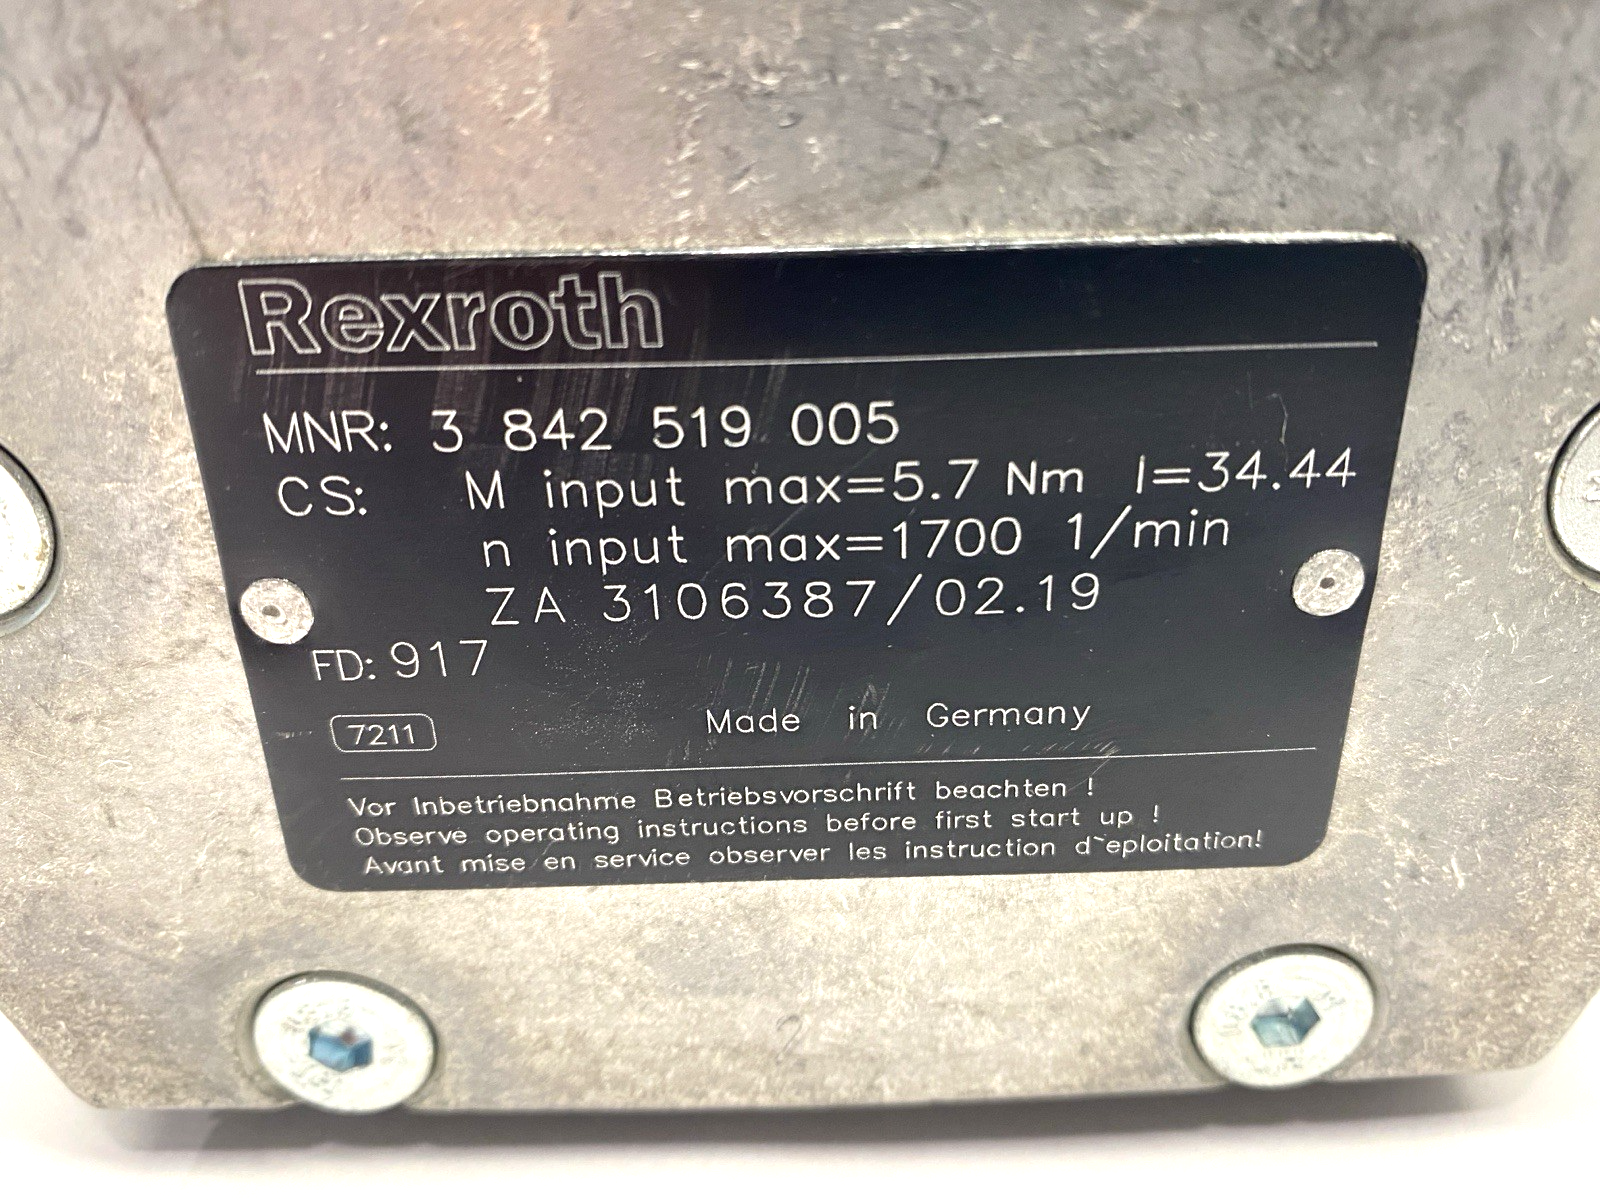 Rexroth
MNR: 3 842 519 005
CS: M input max=5.7 Nm I=34.44
n input max=1700 1/min
ZA 3106387/02.19
FD: 917
7211
Made in Germany
Vor Inbetriebnahme Betriebsvorschrift beachten !
Observe operating instructions before first start up !
Avant mise en service observer les instruction d~eploitation!